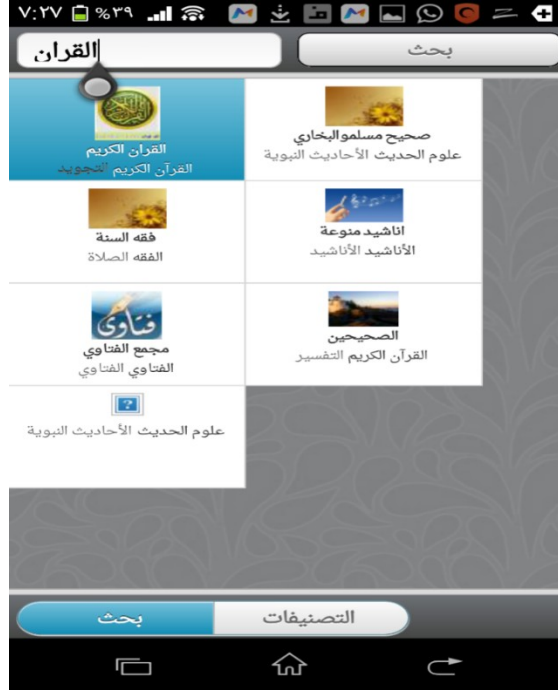 ٧:٢٧ %٣٩
القران
بحث
صحيح مسلموالبخاري
علوم الحديث الأحاديث النبوية
القران الكريم
القرآن الكريم التجويد
اناشيد منوعة
الأناشيد الأناشيد
فقه السنة
الفقه الصلاة
الصحيحين
القرآن الكريم التفسير
فتاوى
مجمع الفتاوي
الفتاوي الفتاوي
علوم الحديث الأحاديث النبوية
التصنيفات
بحث